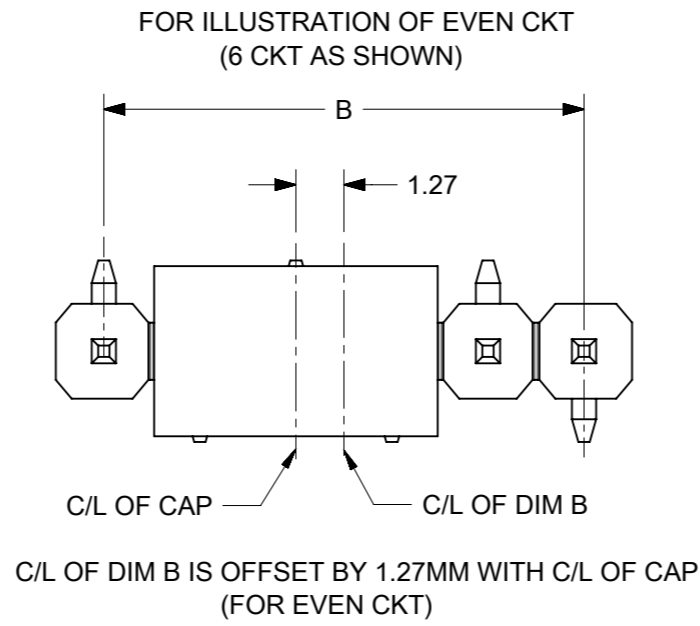 FOR ILLUSTRATION OF EVEN CKT
(6 CKT AS SHOWN)
B
1.27
C/L OF CAP
C/L OF DIM B
C/L OF DIM B IS OFFSET BY 1.27MM WITH C/L OF CAP
(FOR EVEN CKT)